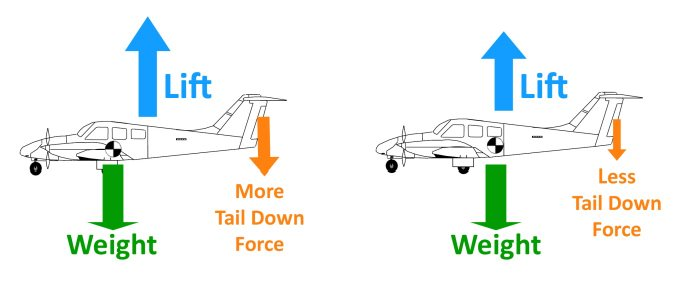 Lift
More
Tail Down
Force
Weight
Lift
Less
Tail Down
Force
Weight